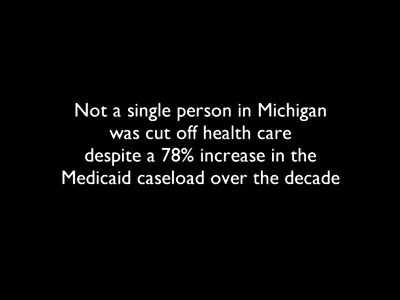 Not a single person in Michigan
was cut off health care
despite a 78% increase in the
Medicaid caseload over the decade